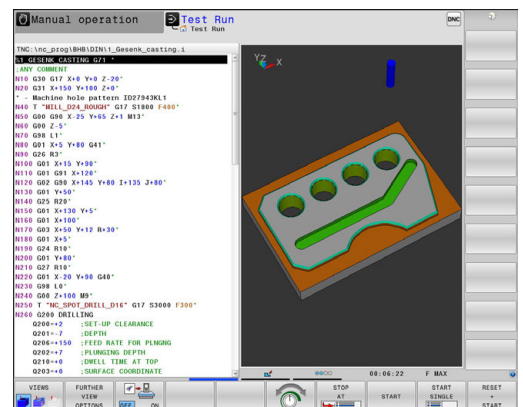 Manual operation
Test Run
Test Run
DNC
TNC:\nc_prog\BHB\DIN\1_Gesenk_casting.i
%1_GESENK_CASTING G71 *
;ANY COMMENT
N10 G30 G17 X+0 Y+0 Z-20*
N20 G31 X+150 Y+100 Z+0*
* - Machine hole pattern ID27943KL1
N40 T "MILL_D24_ROUGH" G17 S1800 F400*
N50 G00 G90 X-25 Y+65 Z+1 M13*
N60 G00 Z-5*
N70 G98 L1*
N80 G01 X+5 Y+80 G41*
N90 G26 R3*
N100 G01 X+15 Y+90*
N110 G01 G91 X+120*
N120 G02 G90 X+145 Y+80 I+135 J+80*
N130 G01 Y+50*
N140 G25 R20*
N150 G01 X+130 Y+5*
N160 G01 X+100*
N170 G03 X+50 Y+12 R+30*
N180 G01 X+5*
N190 G24 R10*
N200 G01 Y+80*
N210 G27 R10*
N220 G01 X-20 Y+90 G40*
N230 G98 L0*
N240 G00 Z+100 M9*
N250 T "NC_SPOT_DRILL_D16" G17 S3000 F300*
N260 G200 DRILLING
Q200=+2 ;SET-UP CLEARANCE
Q201=-7 ;DEPTH
Q206=+150 ;FEED RATE FOR PLNGNG
Q202=+7 ;PLUNGING DEPTH
Q210=+0 ;DWELL TIME AT TOP
Q203=+0 ;SURFACE COORDINATE
YZ X
00:06:22 F MAX
VIEWS
FURTHER
VIEW
OPTIONS
OFF ON
STOP
AT
START
START
SINGLE
RESET
+
START